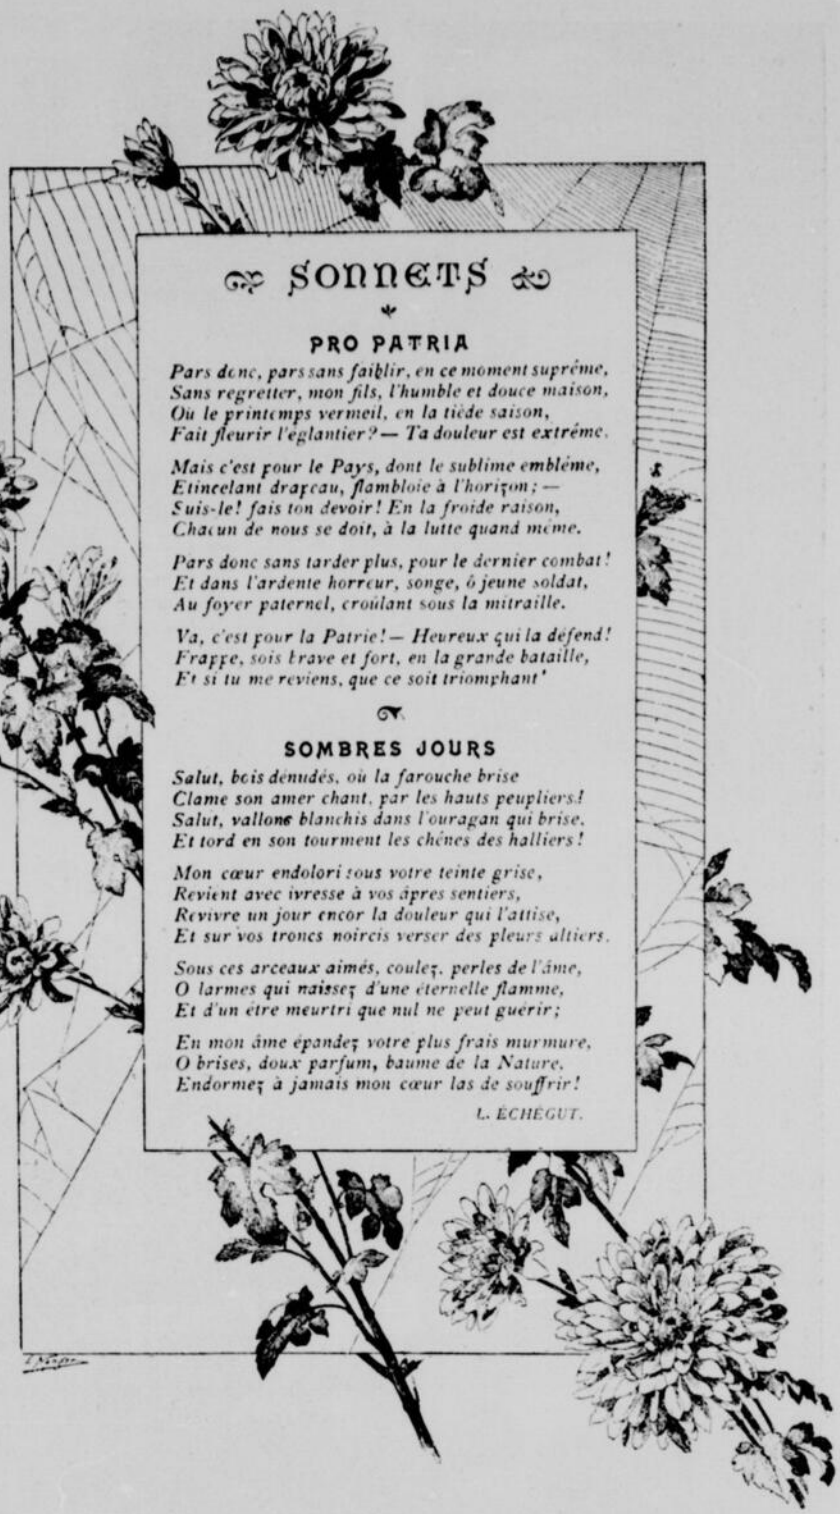 SONNETS
PRO PATRIA
Pars donc, pars sans faiblir, en ce moment suprême,
Sans regretter, mon fils, l'humble et douce maison,
Où le printemps vermeil, en la tiède saison,
Fait fleurir l'églantier? — Ta douleur est extrême.
Mais c'est pour le Pays, dont le sublime emblème,
Etincelant drapeau, flamboie à l'horizon; —
Suis-le! fais ton devoir! En la froide raison,
Chacun de nous se doit, à la lutte quand même.
Pars donc sans tarder plus, pour le dernier combat!
Et dans l'ardente horreur, songe, ô jeune soldat,
Au foyer paternel, croûlant sous la mitraille.
Va, c'est pour la Patrie! — Heureux qui la défend!
Frappe, sois brave et fort, en la grande bataille,
Et si tu me reviens, que ce soit triomphant!
SOMBRES JOURS
Salut, bois dénudés, où la farouche brise
Clame son amer chant, par les hauts peupliers!
Salut, vallons blanchis dans l'ouragan qui brise,
Et tord en son tourment les chênes des halliers!
Mon cœur endolori sous votre teinte grise,
Revient avec ivresse à vos âpres sentiers,
Revivre un jour encor la douleur qui l'attise,
Et sur vos troncs noircis verser des pleurs altiers.
Sous ces arceaux aimés, coulez, perles de l'âme,
O larmes qui naissez d'une éternelle flamme,
Et d'un être meurtri que nul ne peut guérir;
En mon âme épandez votre plus frais murmure,
O brises, doux parfum, baume de la Nature,
Endormez à jamais mon cœur las de souffrir!
L. ÉCHÉGUT.